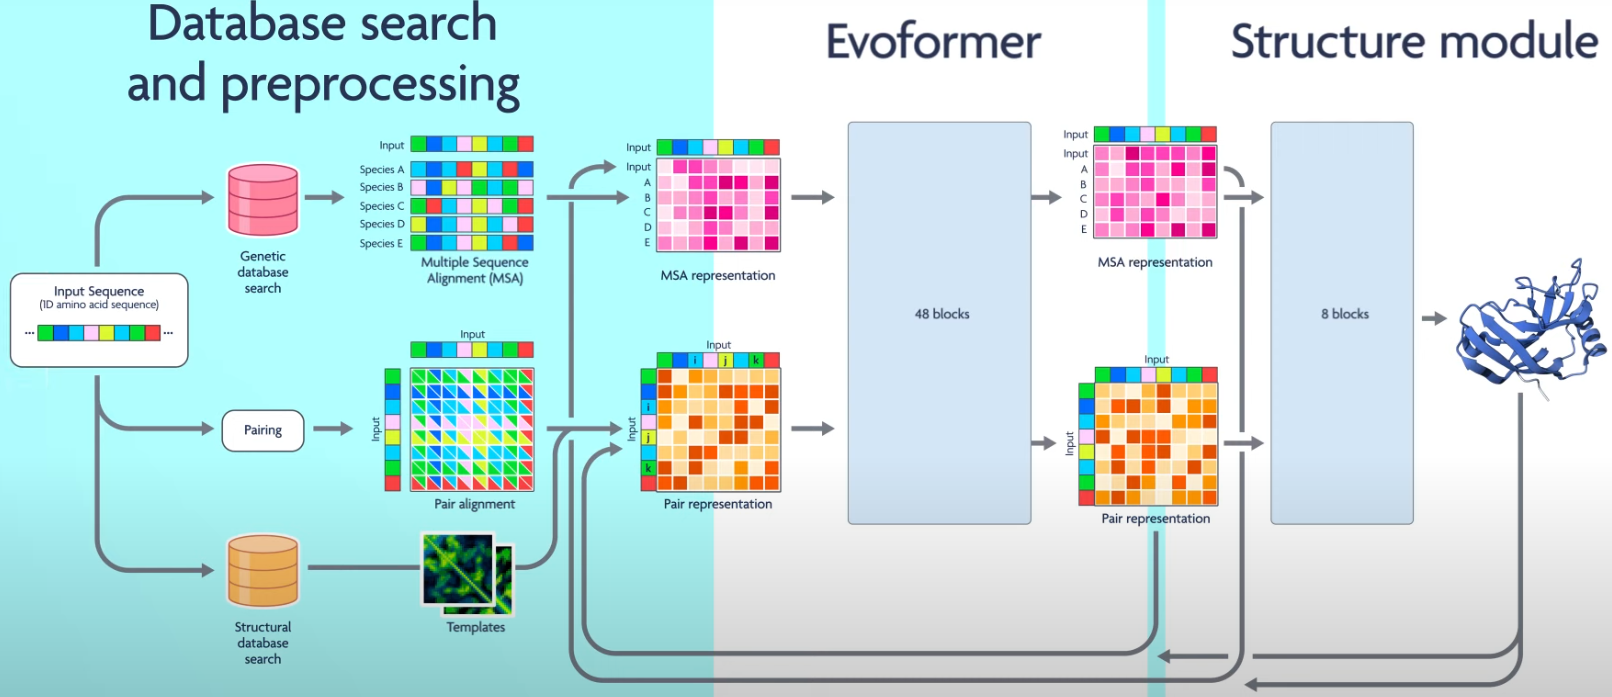 Database search
and preprocessing
Evoformer
Structure module
Input
Species A
Species B
Species C
Species D
Species E
Multiple Sequence
Alignment (MSA)
Genetic
database
search
Input Sequence
(1D amino acid sequence)
...
...
Input
Input
A
B
C
D
E
MSA representation
Input
Input
A
B
C
D
E
MSA representation
48 blocks
8 blocks
Pairing
Input
Input
Pair alignment
Input
i
j
k
Input
i
j
k
Pair representation
Input
Input
Pair representation
Structural
database
search
Templates